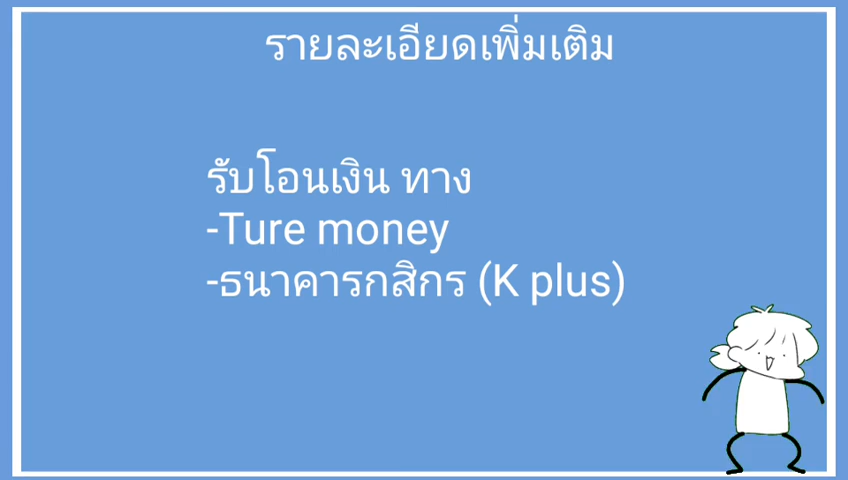 รายละเอียดเพิ่มเติม
รับโอนเงิน ทาง
-Ture money
-ธนาคารกสิกร (K plus)